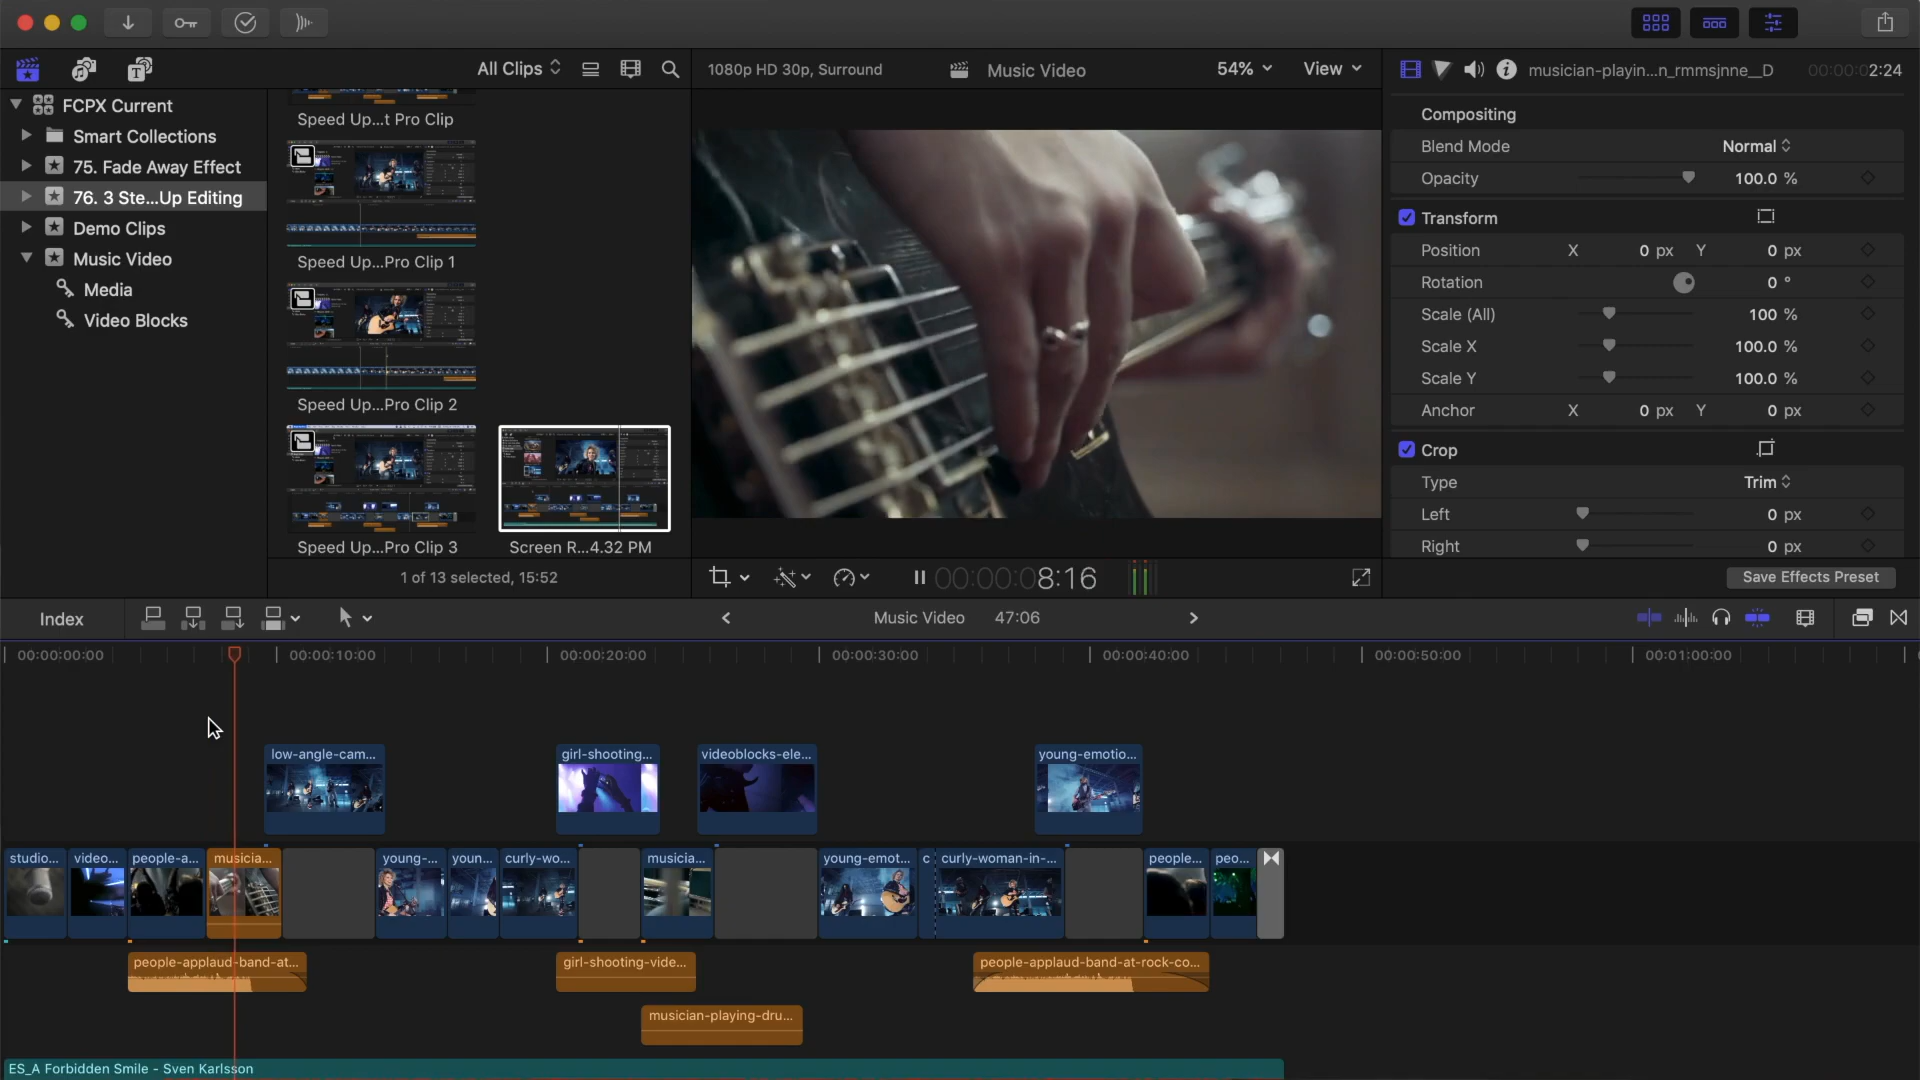 All Clips
1080p HD 30p, Surround
Music Video
54%
View
musician-playin...n_rmmsjnne__D
00:00:02:24
FCPX Current
Smart Collections
75. Fade Away Effect
76. 3 Ste...Up Editing
Demo Clips
Music Video
Media
Video Blocks
Speed Up...t Pro Clip
Speed Up...Pro Clip 1
Speed Up...Pro Clip 2
Speed Up...Pro Clip 3
Screen R...4.32 PM
1 of 13 selected, 15:52
Compositing
Blend Mode Normal
Opacity 100.0 %
Transform
Position X 0 px Y 0 px
Rotation 0 °
Scale (All) 100 %
Scale X 100.0 %
Scale Y 100.0 %
Anchor X 0 px Y 0 px
Crop
Type Trim
Left 0 px
Right 0 px
00:00:08:16
Save Effects Preset
Index
Music Video 47:06
00:00:00:00 00:00:10:00 00:00:20:00 00:00:30:00 00:00:40:00 00:00:50:00 00:01:00:00
low-angle-cam... girl-shooting... videoblocks-ele... young-emotio...
studio... video... people-a... musicia... young-... youn... curly-wo... musicia... young-emot... c curly-woman-in-... people... peo...
people-applaud-band-at... girl-shooting-vide... people-applaud-band-at-rock-co...
musician-playing-dru...
ES_A Forbidden Smile - Sven Karlsson